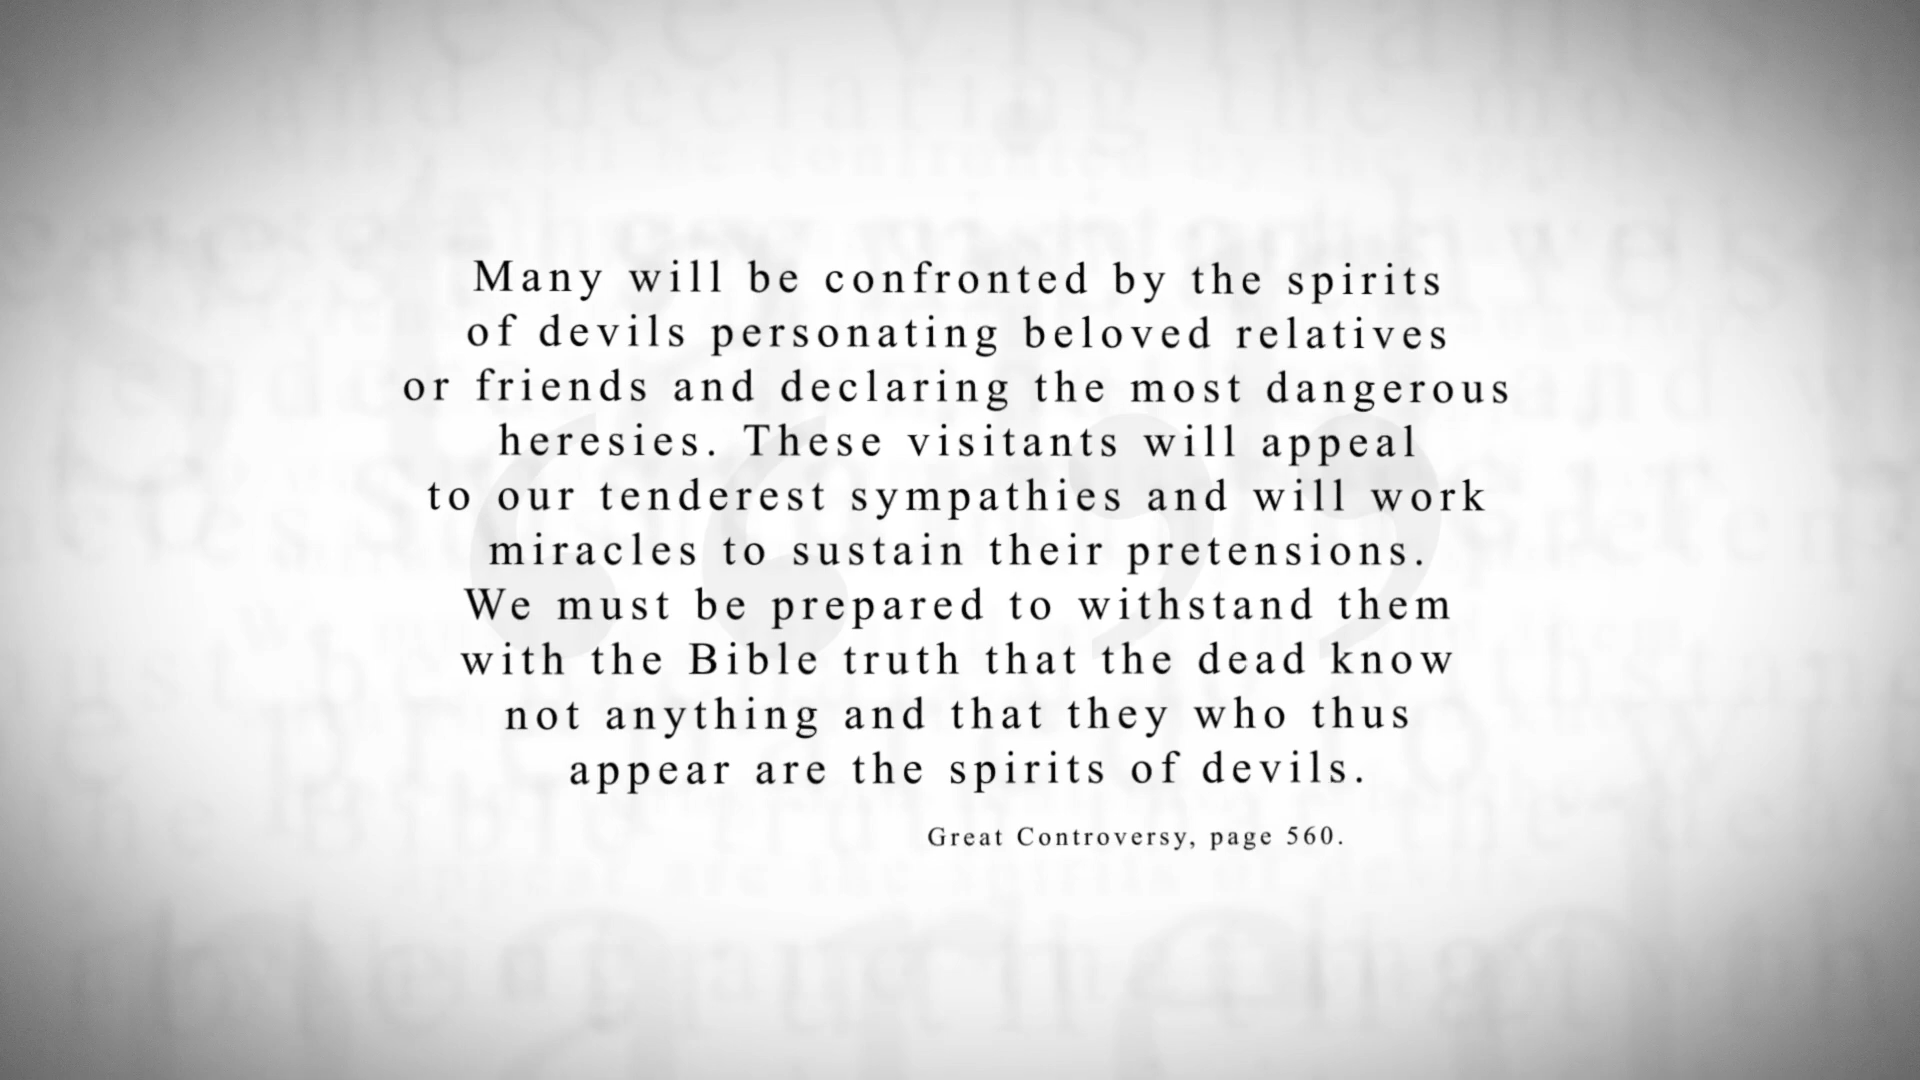 Many will be confronted by the spirits
of devils personating beloved relatives
or friends and declaring the most dangerous
heresies. These visitants will appeal
to our tenderest sympathies and will work
miracles to sustain their pretensions.
We must be prepared to withstand them
with the Bible truth that the dead know
not anything and that they who thus
appear are the spirits of devils.
Great Controversy, page 560.